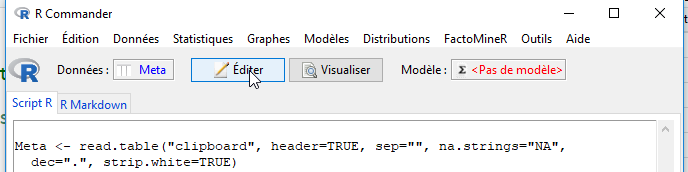 R Commander
Fichier Édition Données Statistiques Graphes Modèles Distributions FactoMineR Outils Aide
R Données : Meta Éditer Visualiser Modèle : Σ <Pas de modèle>
Script R R Markdown
Meta <- read.table("clipboard", header=TRUE, sep="", na.strings="NA",
dec=".", strip.white=TRUE)